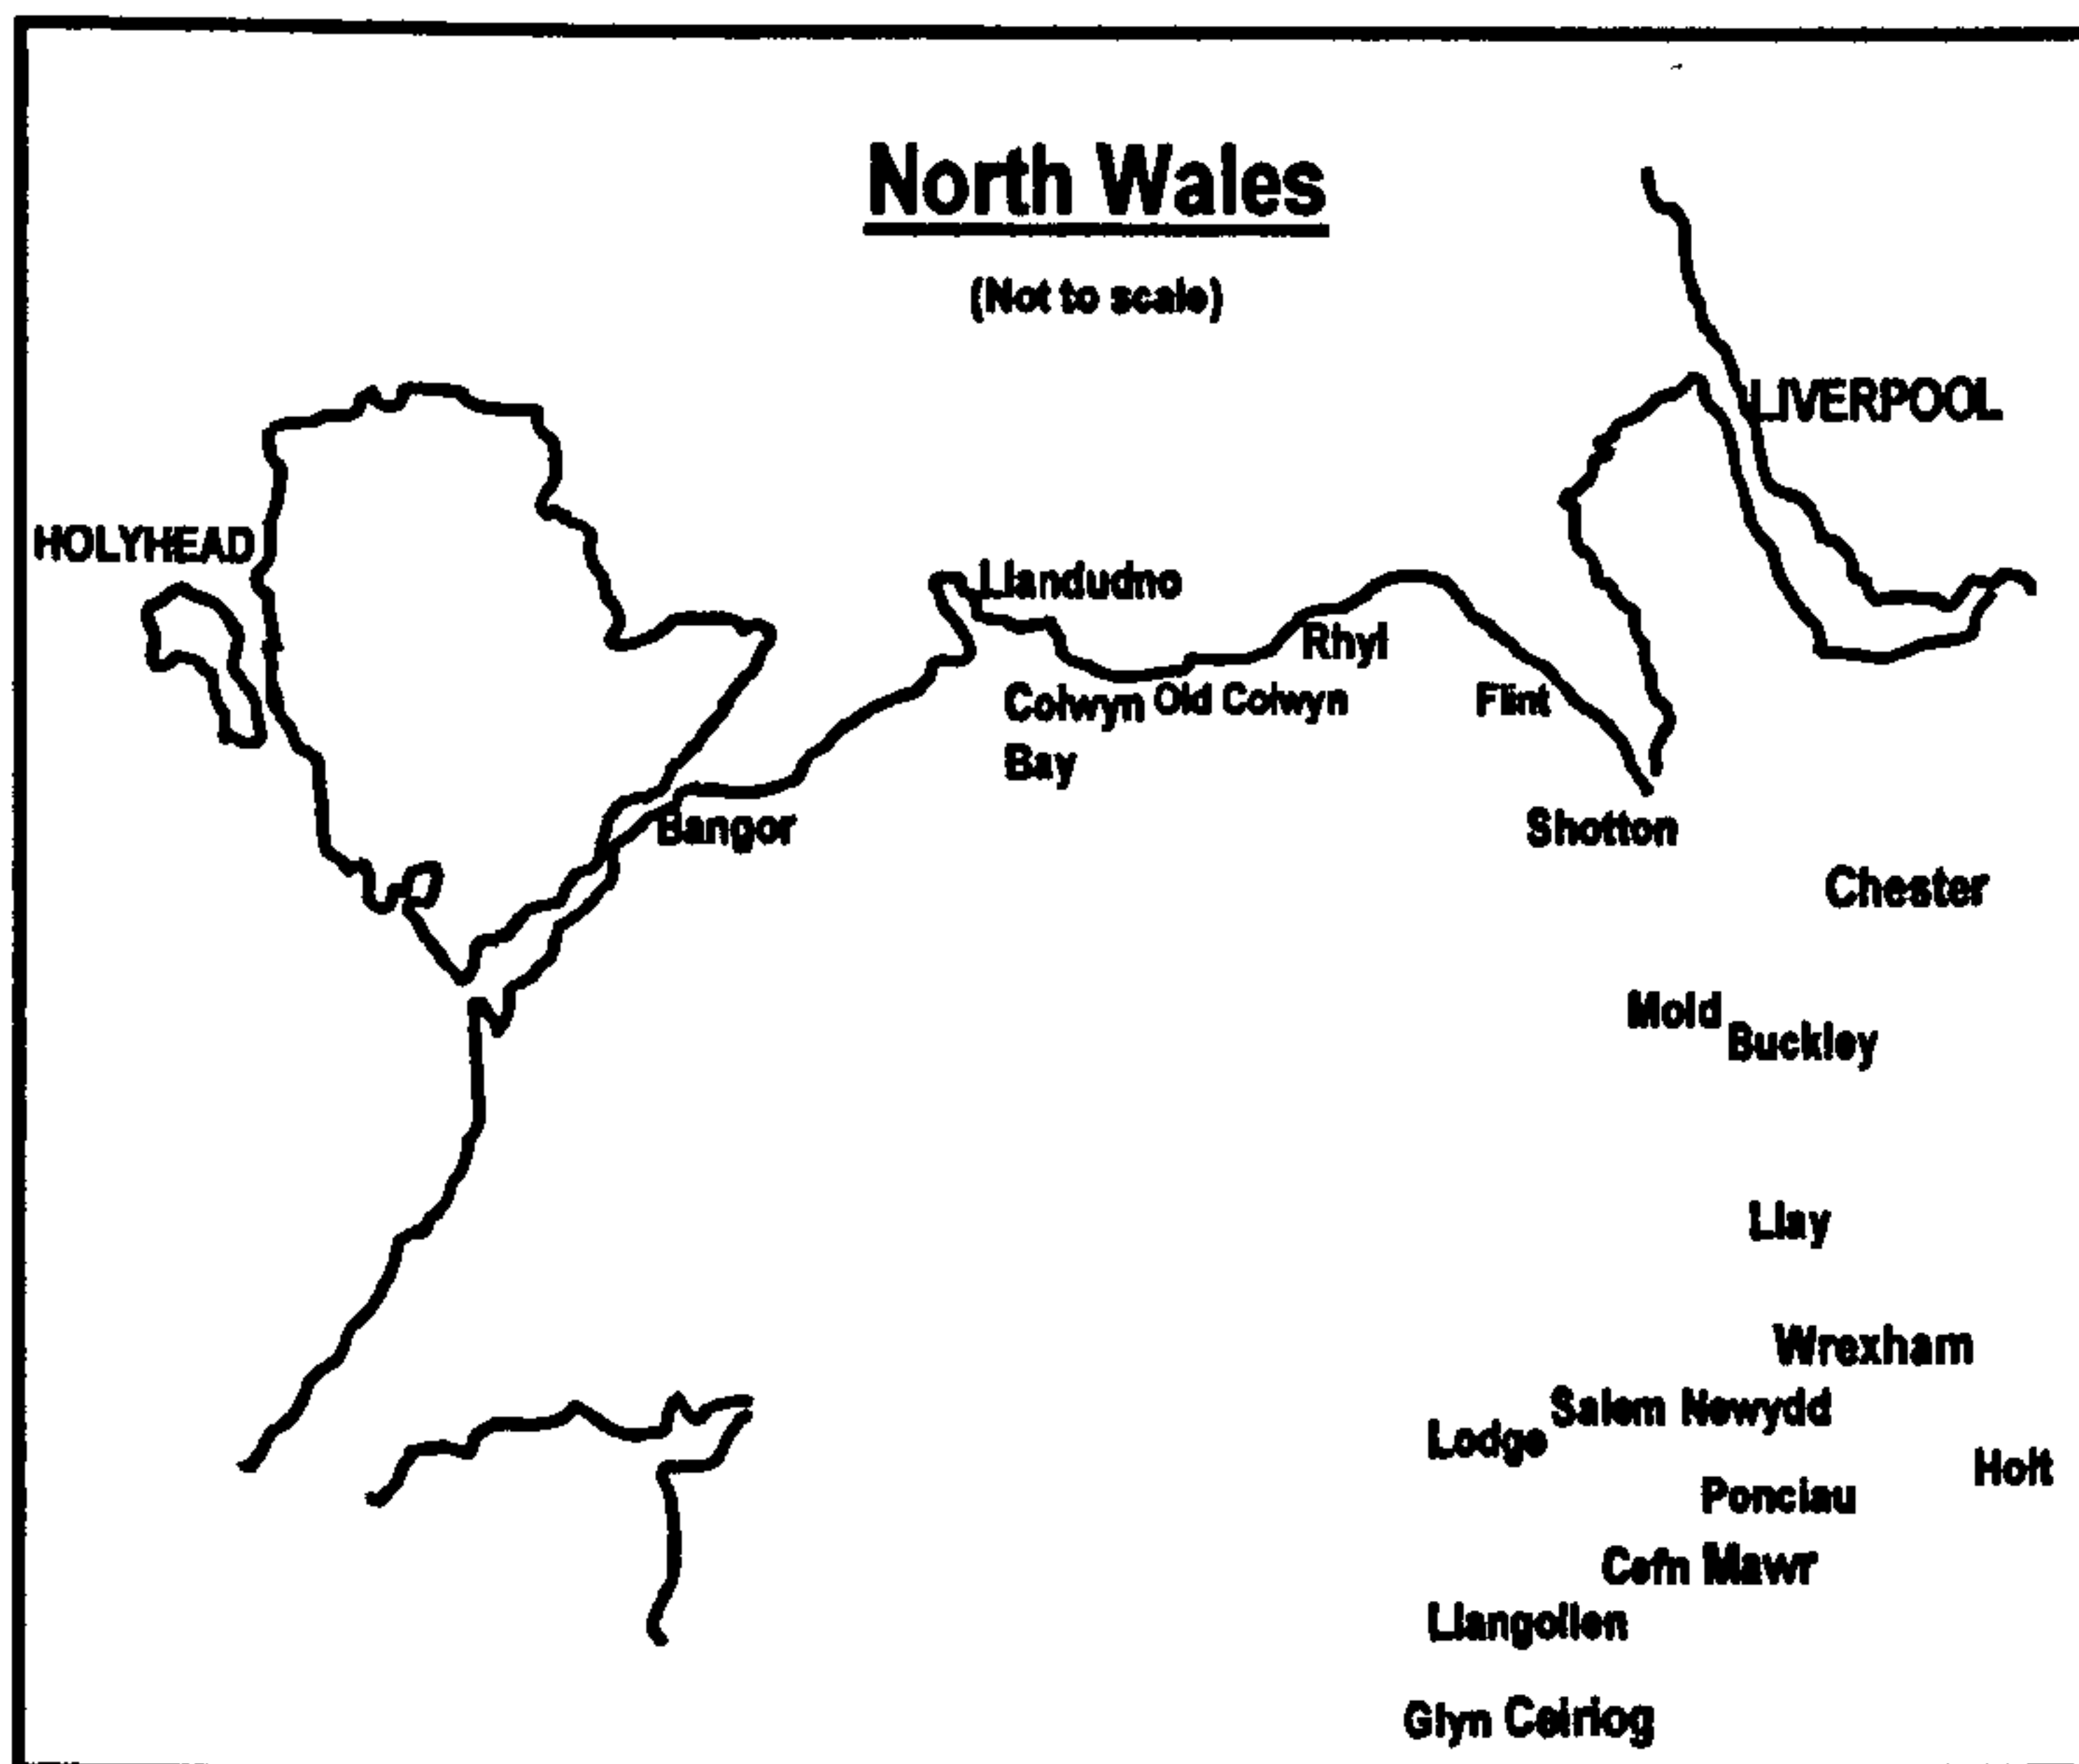 North Wales
(Not to scale)
LIVERPOOL
HOLYHEAD
Llandudno
Rhyl
Colwyn Bay
Old Colwyn
Flint
Bangor
Shotton
Chester
Mold
Buckley
Llay
Wrexham
Salem Newydd
Lodge
Holt
Ponciau
Cefn Mawr
Llangollen
Glyn Ceiriog